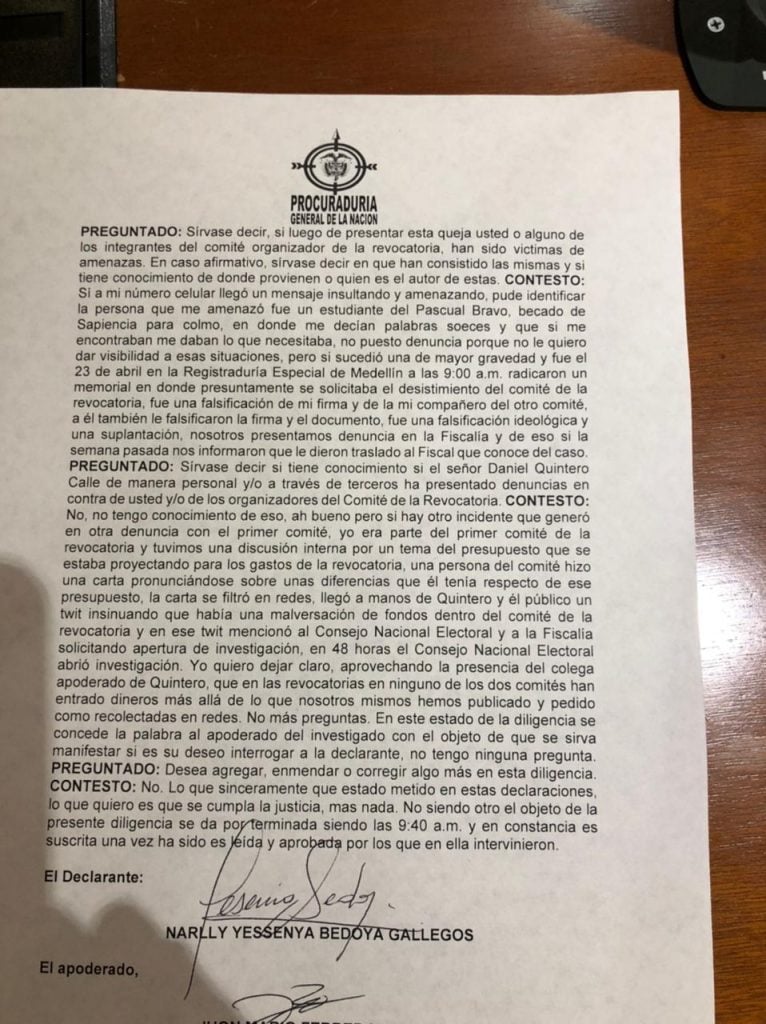 PROCURADURIA
GENERAL DE LA NACION
PREGUNTADO: Sírvase decir, si luego de presentar esta queja usted o alguno de
los integrantes del comité organizador de la revocatoria, han sido victimas de
amenazas. En caso afirmativo, sírvase decir en que han consistido las mismas y si
tiene conocimiento de donde provienen o quien es el autor de estas. CONTESTO:
Sí a mi número celular llegó un mensaje insultando y amenazando, pude identificar
la persona que me amenazó fue un estudiante del Pascual Bravo, becado de
Sapiencia para colmo, en donde me decían palabras soeces y que si me
encontraban me daban lo que necesitaba, no puesto denuncia porque no le quiero
dar visibilidad a esas situaciones, pero si sucedió una de mayor gravedad y fue el
23 de abril en la Registraduría Especial de Medellín a las 9:00 a.m. radicaron un
memorial en donde presuntamente se solicitaba el desistimiento del comité de la
revocatoria, fue una falsificación de mi firma y de la mi compañero del otro comité,
a él también le falsificaron la firma y el documento, fue una falsificación ideológica y
una suplantación, nosotros presentamos denuncia en la Fiscalía y de eso si la
semana pasada nos informaron que le dieron traslado al Fiscal que conoce del caso.
PREGUNTADO: Sírvase decir si tiene conocimiento si el señor Daniel Quintero
Calle de manera personal y/o a través de terceros ha presentado denuncias en
contra de usted y/o de los organizadores del Comité de la Revocatoria. CONTESTO:
No, no tengo conocimiento de eso, ah bueno pero si hay otro incidente que generó
en otra denuncia con el primer comité, yo era parte del primer comité de la
revocatoria y tuvimos una discusión interna por un tema del presupuesto que se
estaba proyectando para los gastos de la revocatoria, una persona del comité hizo
una carta pronunciándose sobre unas diferencias que él tenía respecto de ese
presupuesto, la carta se filtró en redes, llegó a manos de Quintero y él público un
twit insinuando que había una malversación de fondos dentro del comité de la
revocatoria y en ese twit mencionó al Consejo Nacional Electoral y a la Fiscalía
solicitando apertura de investigación, en 48 horas el Consejo Nacional Electoral
abrió investigación. Yo quiero dejar claro, aprovechando la presencia del colega
apoderado de Quintero, que en las revocatorias en ninguno de los dos comités han
entrado dineros más allá de lo que nosotros mismos hemos publicado y pedido
como recolectadas en redes. No más preguntas. En este estado de la diligencia se
concede la palabra al apoderado del investigado con el objeto de que se sirva
manifestar si es su deseo interrogar a la declarante, no tengo ninguna pregunta.
PREGUNTADO: Desea agregar, enmendar o corregir algo más en esta diligencia.
CONTESTO: No. Lo que sinceramente que estado metido en estas declaraciones,
lo que quiero es que se cumpla la justicia, mas nada. No siendo otro el objeto de la
presente diligencia se da por terminada siendo las 9:40 a.m. y en constancia es
suscrita una vez ha sido es leída y aprobada por los que en ella intervinieron.
El Declarante:
NARLLY YESSENYA BEDOYA GALLEGOS
El apoderado,